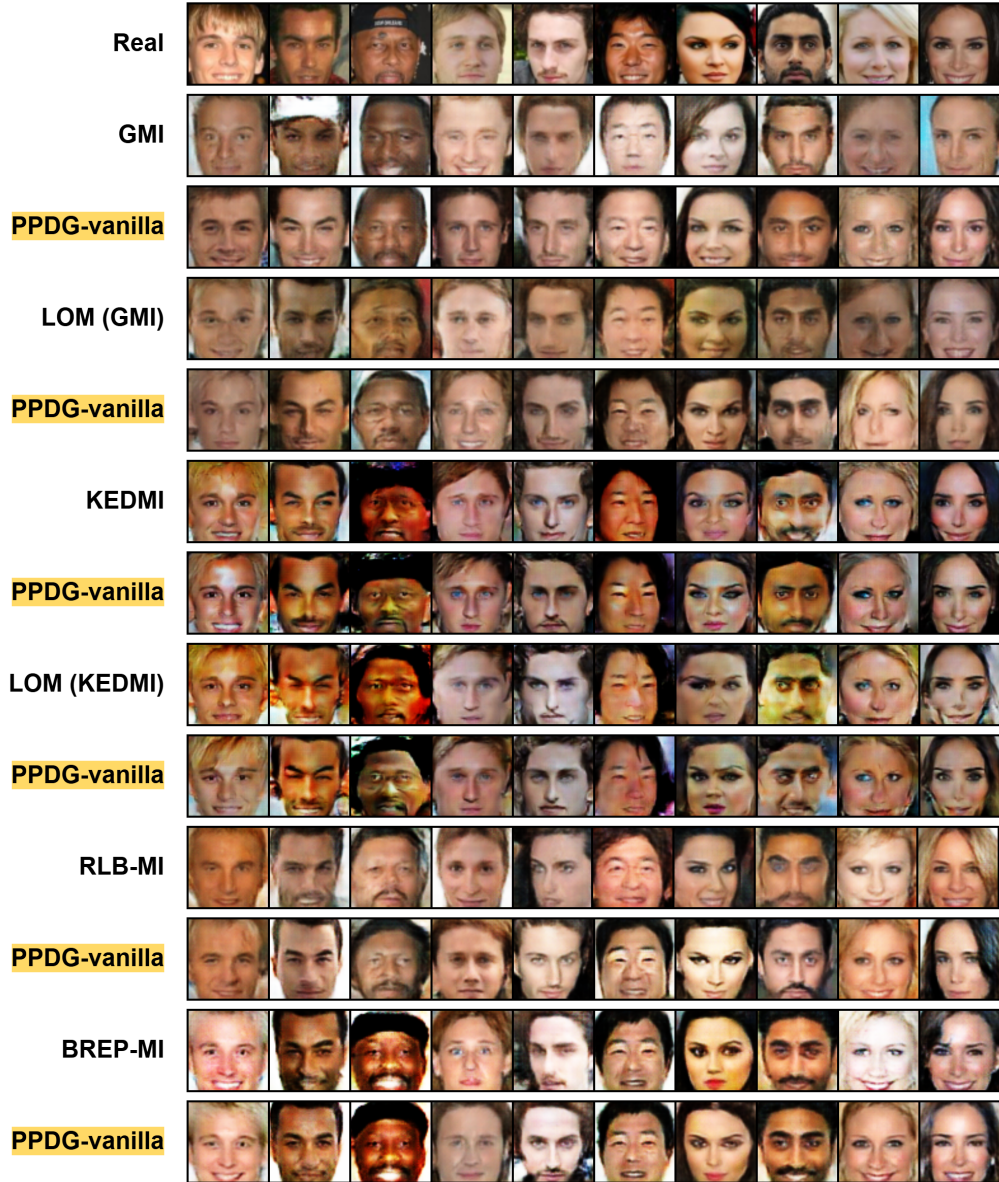 Real
GMI
PPDG-vanilla
LOM (GMI)
PPDG-vanilla
KEDMI
PPDG-vanilla
LOM (KEDMI)
PPDG-vanilla
RLB-MI
PPDG-vanilla
BREP-MI
PPDG-vanilla